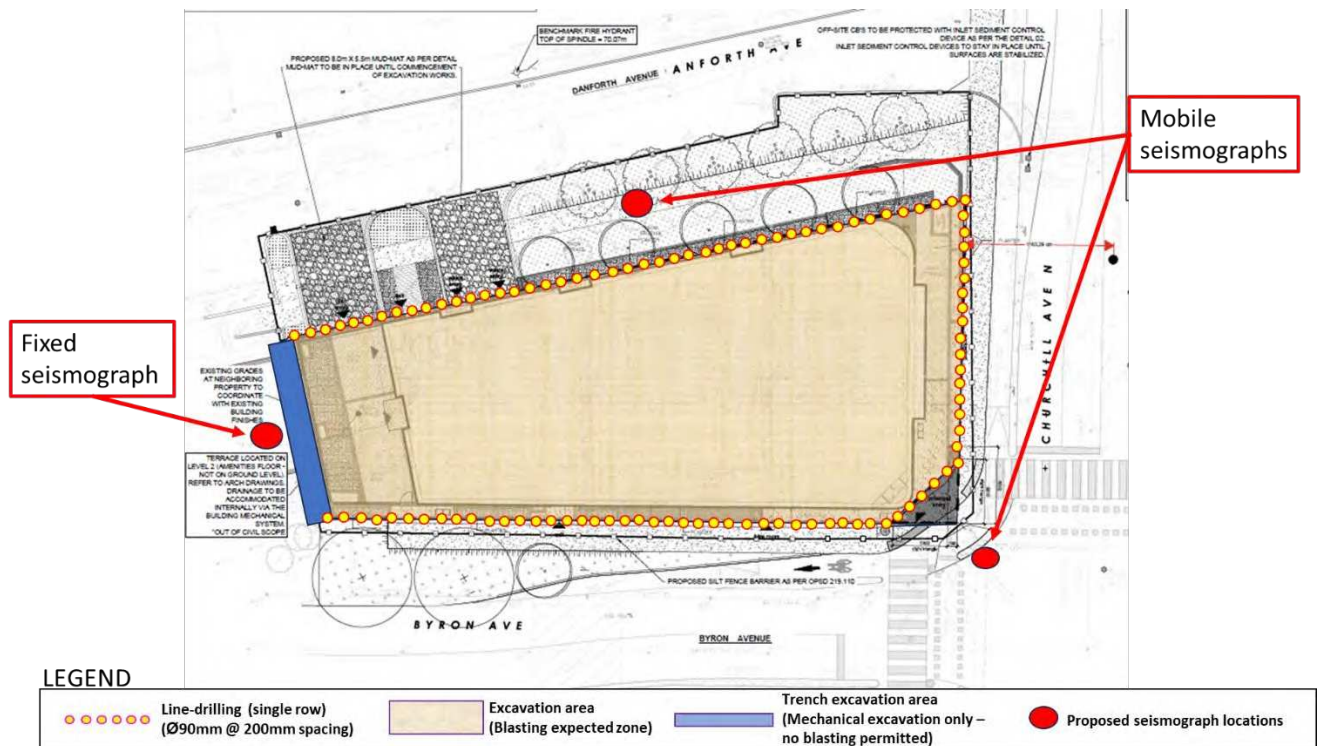 BENCHMARK FIRE HYDRANT
TOP OF SPINDLE = 70.07m
OFF-SITE CB'S TO BE PROTECTED WITH INLET SEDIMENT CONTROL
DEVICE AS PER THE DETAIL 02.
INLET SEDIMENT CONTROL DEVICES TO STAY IN PLACE UNTIL
SURFACES ARE STABILIZED.
PROPOSED 8.0m X 5.5m MUD-MAT AS PER DETAIL
MUD-MAT TO BE IN PLACE UNTIL COMMENCEMENT
OF EXCAVATION WORKS.
DANFORTH AVENUE
ANFORTH AVE
Mobile
seismographs
Fixed
seismograph
EXISTING GRADES
AT NEIGHBORING
PROPERTY TO
COORDINATE
WITH EXISTING
BUILDING
FINISHES
TERRACE LOCATED ON
LEVEL 2 (AMENITIES FLOOR -
NOT ON GROUND LEVEL).
REFER TO ARCH DRAWINGS.
DRAINAGE TO BE
ACCOMMODATED
INTERNALLY VIA THE
BUILDING MECHANICAL
SYSTEM.
"OUT OF CIVIL SCOPE
CHURCHILL AVE N
PROPOSED SILT FENCE BARRIER AS PER OPSD 219.110
BYRON AVE
BYRON AVENUE
LEGEND
Line-drilling (single row)
(Ø90mm @ 200mm spacing)
Excavation area
(Blasting expected zone)
Trench excavation area
(Mechanical excavation only –
no blasting permitted)
Proposed seismograph locations